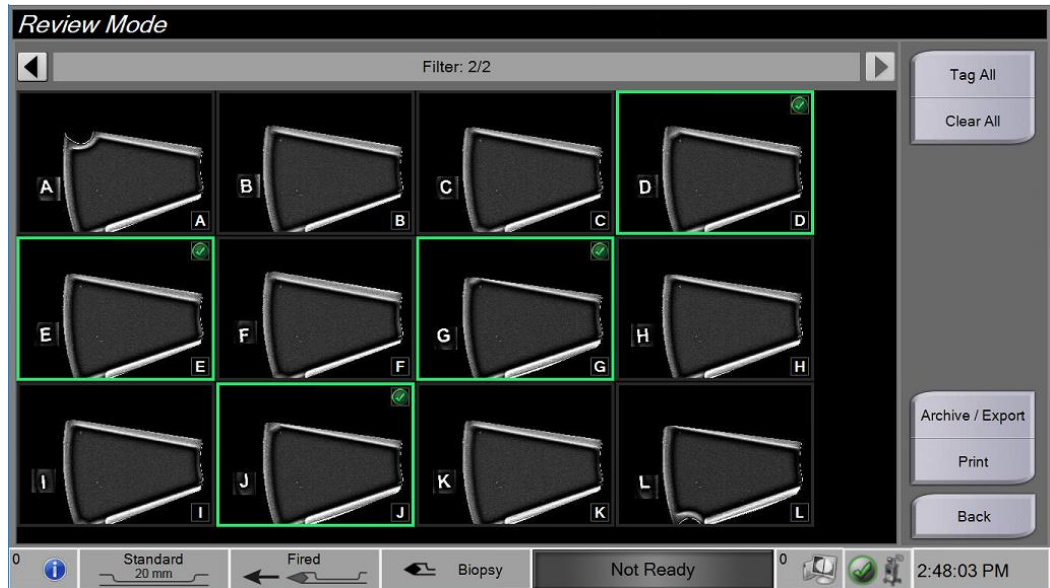 Review Mode
Filter: 2/2
Tag All
Clear All
A A
B B
C C
D D
E E
F F
G G
H H
I I
J J
K K
L L
Archive / Export
Print
Back
0
Standard
20 mm
Fired
Biopsy
Not Ready
0
2:48:03 PM